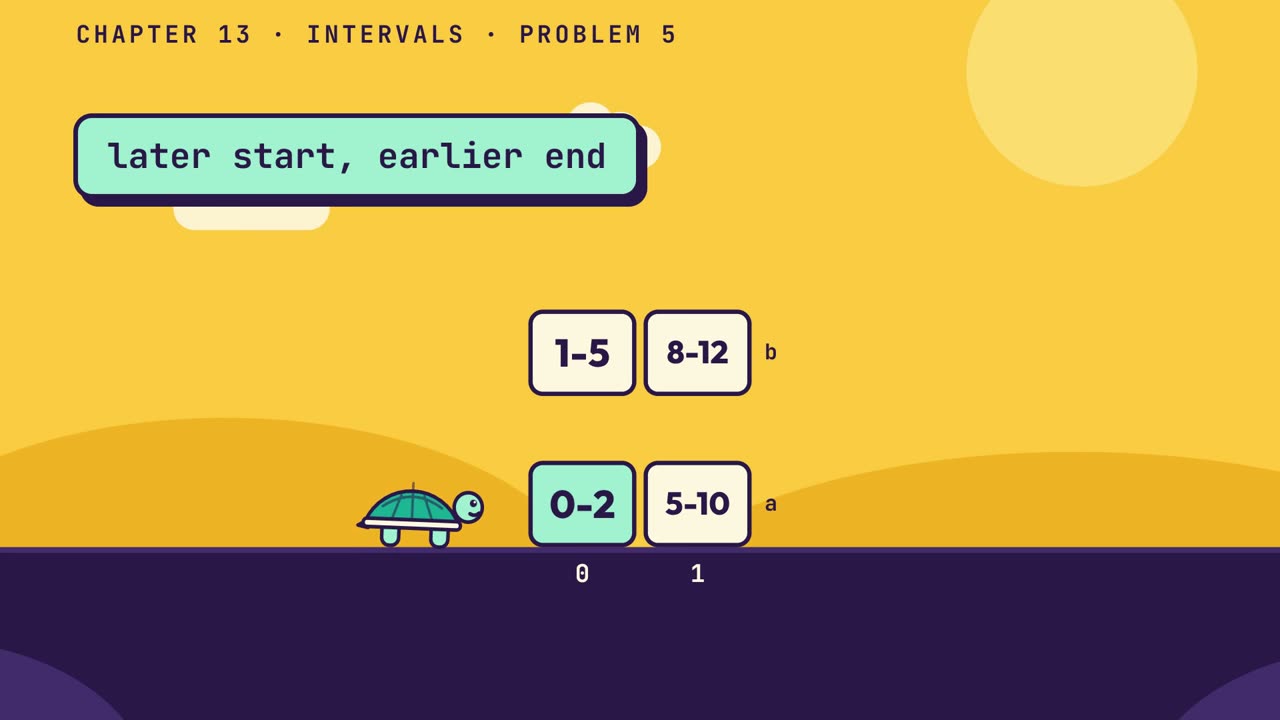 CHAPTER 13 · INTERVALS · PROBLEM 5
later start, earlier end
1-5 8-12 b
0-2 5-10 a
0 1